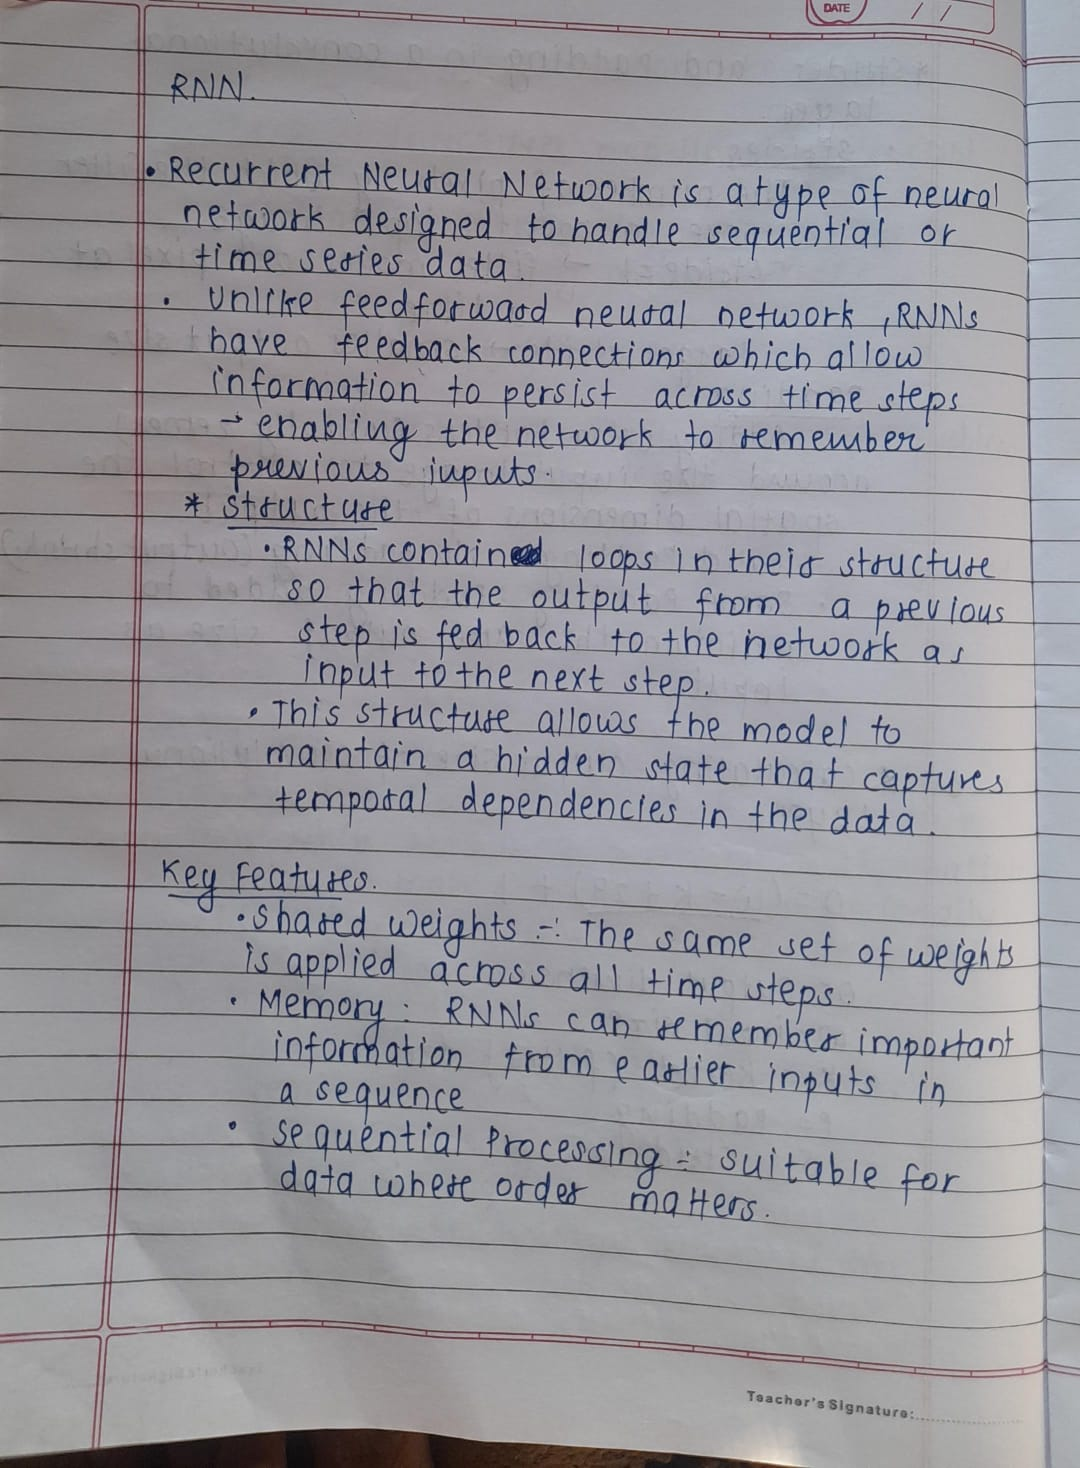 DATE / /
RNN.
• Recurrent Neural Network is a type of neural
network designed to handle sequential or
time series data.
• Unlike feedforward neural network, RNNs
have feedback connections which allow
information to persist across time steps
→ enabling the network to remember
previous inputs.
* structure
• RNNs contain loops in their structure
so that the output from a previous
step is fed back to the network as
input to the next step.
• This structure allows the model to
maintain a hidden state that captures
temporal dependencies in the data.
Key Features.
• Shared weights :- The same set of weights
is applied across all time steps.
• Memory : RNNs can remember important
information from earlier inputs in
a sequence
• sequential Processing : suitable for
data where order matters.
Teacher's Signature: